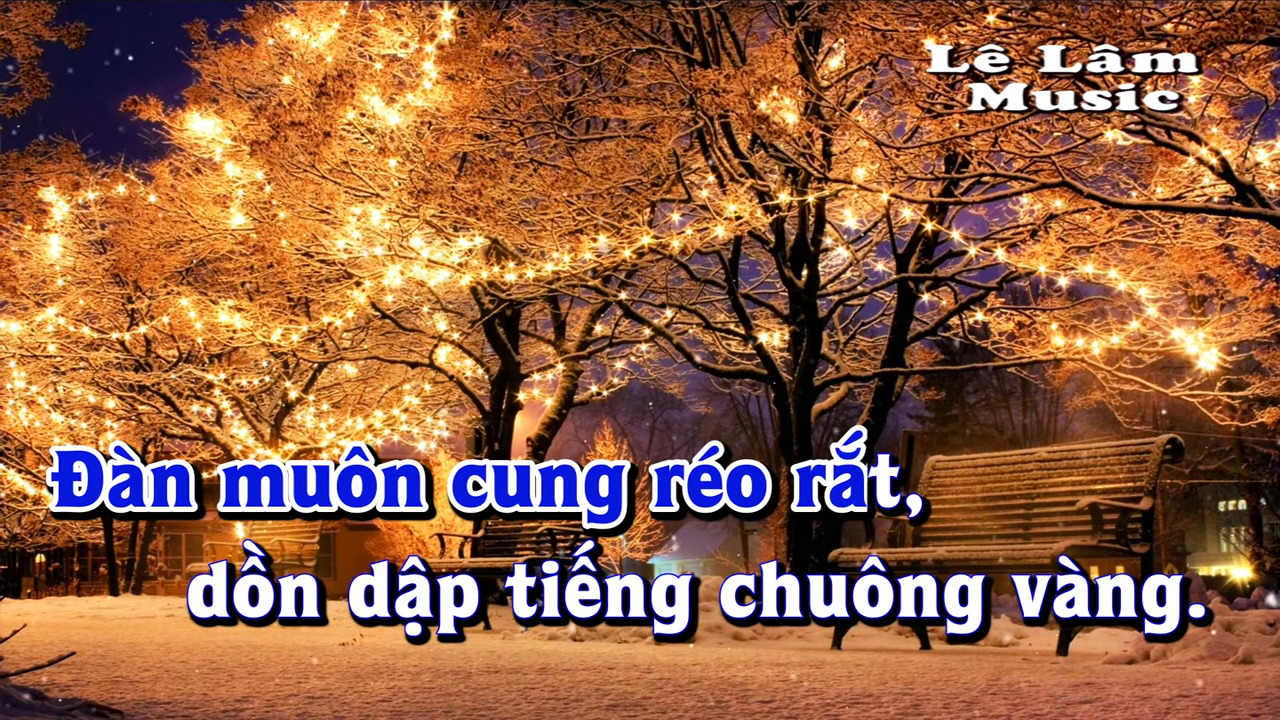 Lê Lâm
Music
Đàn muôn cung réo rắt,
dồn dập tiếng chuông vàng.